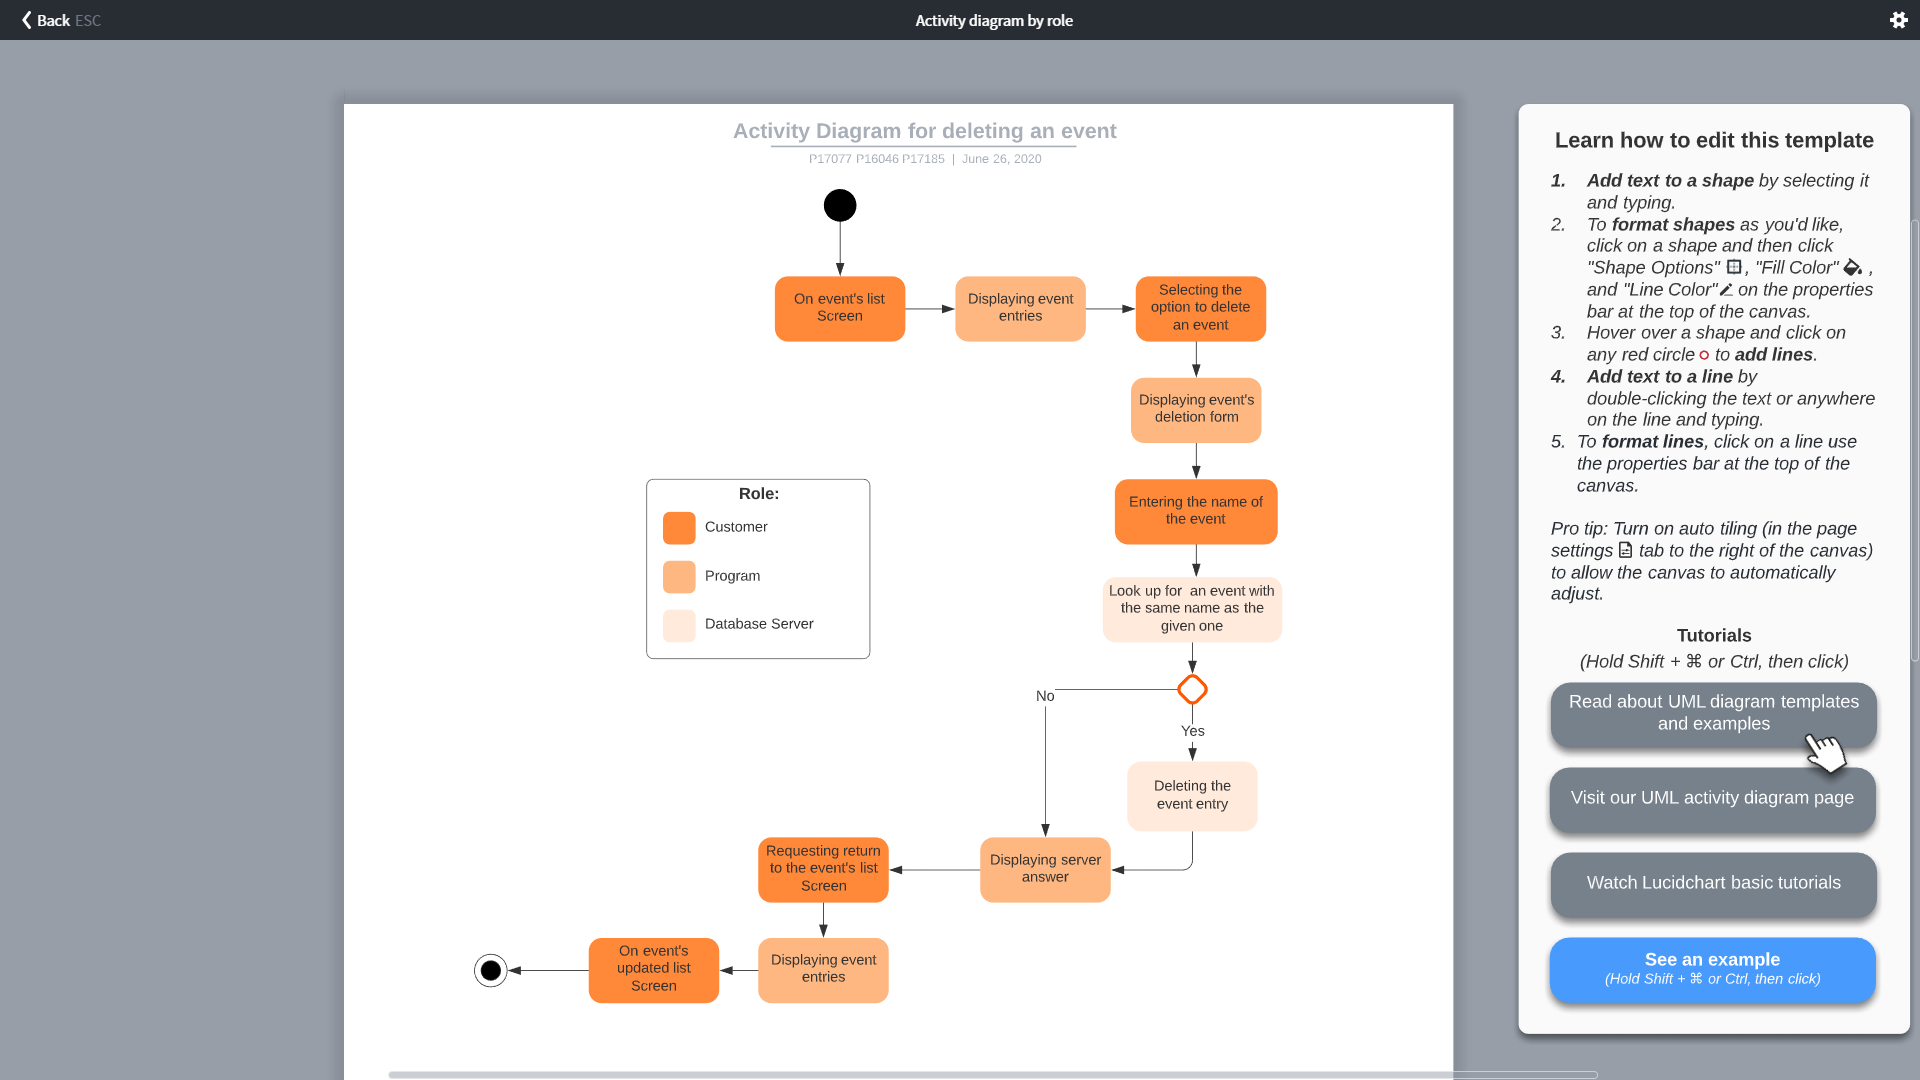 Back ESC
Activity diagram by role
Activity Diagram for deleting an event
P17077 P16046 P17185 | June 26, 2020
On event's list
Screen
Displaying event
entries
Selecting the
option to delete
an event
Displaying event's
deletion form
Entering the name of
the event
Look up for an event with
the same name as the
given one
Role:
Customer
Program
Database Server
No
Yes
Deleting the
event entry
Displaying server
answer
Requesting return
to the event's list
Screen
Displaying event
entries
On event's
updated list
Screen
Learn how to edit this template
1. Add text to a shape by selecting it
and typing.
2. To format shapes as you'd like,
click on a shape and then click
"Shape Options" , "Fill Color" ,
and "Line Color" on the properties
bar at the top of the canvas.
3. Hover over a shape and click on
any red circle to add lines.
4. Add text to a line by
double-clicking the text or anywhere
on the line and typing.
5. To format lines, click on a line use
the properties bar at the top of the
canvas.
Pro tip: Turn on auto tiling (in the page
settings tab to the right of the canvas)
to allow the canvas to automatically
adjust.
Tutorials
(Hold Shift + ⌘ or Ctrl, then click)
Read about UML diagram templates
and examples
Visit our UML activity diagram page
Watch Lucidchart basic tutorials
See an example
(Hold Shift + ⌘ or Ctrl, then click)